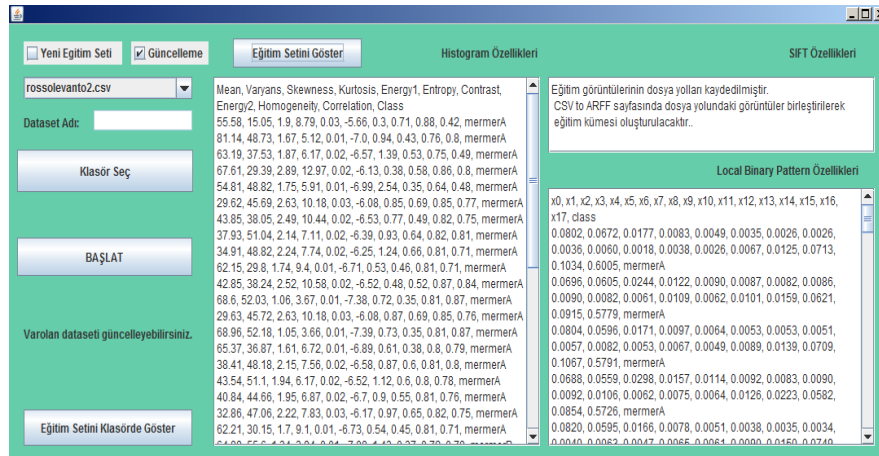 Yeni Egitim Seti
Güncelleme
Eğitim Setini Göster
Histogram Özellikleri
SIFT Özellikleri
rossolevanto2.csv
Dataset Adı:
Klasör Seç
BAŞLAT
Varolan dataseti güncelleyebilirsiniz.
Eğitim Setini Klasörde Göster
Mean, Varyans, Skewness, Kurtosis, Energy1, Entropy, Contrast,
Energy2, Homogeneity, Correlation, Class
55.58, 15.05, 1.9, 8.79, 0.03, -5.66, 0.3, 0.71, 0.88, 0.42, mermerA
81.14, 48.73, 1.67, 5.12, 0.01, -7.0, 0.94, 0.43, 0.76, 0.8, mermerA
63.19, 37.53, 1.87, 6.17, 0.02, -6.57, 1.39, 0.53, 0.75, 0.49, mermerA
67.61, 29.39, 2.89, 12.97, 0.02, -6.13, 0.38, 0.58, 0.86, 0.8, mermerA
54.81, 48.82, 1.75, 5.91, 0.01, -6.99, 2.54, 0.35, 0.64, 0.48, mermerA
29.62, 45.69, 2.63, 10.18, 0.03, -6.08, 0.85, 0.69, 0.85, 0.77, mermerA
43.85, 38.05, 2.49, 10.44, 0.02, -6.53, 0.77, 0.49, 0.82, 0.75, mermerA
37.93, 51.04, 2.14, 7.11, 0.02, -6.39, 0.93, 0.64, 0.82, 0.81, mermerA
34.91, 48.82, 2.24, 7.74, 0.02, -6.25, 1.24, 0.66, 0.81, 0.71, mermerA
62.15, 29.8, 1.74, 9.4, 0.01, -6.71, 0.53, 0.46, 0.81, 0.71, mermerA
42.85, 38.24, 2.52, 10.58, 0.02, -6.52, 0.48, 0.52, 0.87, 0.84, mermerA
68.6, 52.03, 1.06, 3.67, 0.01, -7.38, 0.72, 0.35, 0.81, 0.87, mermerA
29.63, 45.72, 2.63, 10.18, 0.03, -6.08, 0.87, 0.69, 0.85, 0.76, mermerA
68.96, 52.18, 1.05, 3.66, 0.01, -7.39, 0.73, 0.35, 0.81, 0.87, mermerA
65.37, 36.87, 1.61, 6.72, 0.01, -6.89, 0.61, 0.38, 0.8, 0.79, mermerA
38.41, 48.18, 2.15, 7.56, 0.02, -6.58, 0.87, 0.6, 0.81, 0.8, mermerA
43.54, 51.1, 1.94, 6.17, 0.02, -6.52, 1.12, 0.6, 0.8, 0.78, mermerA
40.84, 44.66, 1.95, 6.87, 0.02, -6.7, 0.9, 0.55, 0.81, 0.76, mermerA
32.86, 47.06, 2.22, 7.83, 0.03, -6.17, 0.97, 0.65, 0.82, 0.75, mermerA
62.21, 30.15, 1.7, 9.1, 0.01, -6.73, 0.54, 0.45, 0.81, 0.71, mermerA
Eğitim görüntülerinin dosya yolları kaydedilmiştir.
CSV to ARFF sayfasında dosya yolundaki görüntüler birleştirilerek
eğitim kümesi oluşturulacaktır..
Local Binary Pattern Özellikleri
x0, x1, x2, x3, x4, x5, x6, x7, x8, x9, x10, x11, x12, x13, x14, x15, x16,
x17, class
0.0802, 0.0672, 0.0177, 0.0083, 0.0049, 0.0035, 0.0026, 0.0026,
0.0036, 0.0060, 0.0018, 0.0038, 0.0026, 0.0067, 0.0125, 0.0713,
0.1034, 0.6005, mermerA
0.0696, 0.0605, 0.0244, 0.0122, 0.0090, 0.0087, 0.0082, 0.0086,
0.0090, 0.0082, 0.0061, 0.0109, 0.0062, 0.0101, 0.0159, 0.0621,
0.0915, 0.5779, mermerA
0.0804, 0.0596, 0.0171, 0.0097, 0.0064, 0.0053, 0.0053, 0.0051,
0.0057, 0.0082, 0.0053, 0.0067, 0.0049, 0.0089, 0.0139, 0.0709,
0.1067, 0.5791, mermerA
0.0688, 0.0559, 0.0298, 0.0157, 0.0114, 0.0092, 0.0083, 0.0090,
0.0092, 0.0106, 0.0062, 0.0075, 0.0064, 0.0126, 0.0223, 0.0582,
0.0854, 0.5726, mermerA
0.0820, 0.0595, 0.0166, 0.0078, 0.0051, 0.0038, 0.0035, 0.0034,